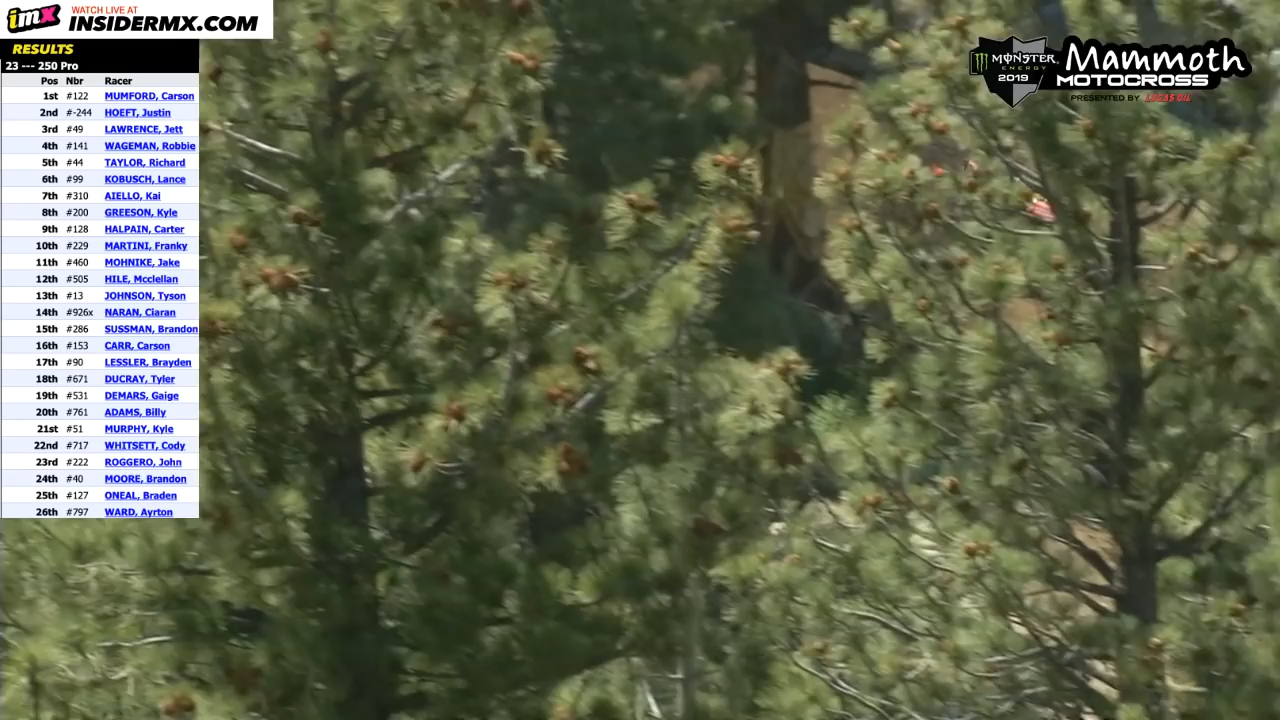 imx WATCH LIVE AT
INSIDERMX.COM
RESULTS
23 --- 250 Pro
Pos Nbr Racer
1st #122 MUMFORD, Carson
2nd #-244 HOEFT, Justin
3rd #49 LAWRENCE, Jett
4th #141 WAGEMAN, Robbie
5th #44 TAYLOR, Richard
6th #99 KOBUSCH, Lance
7th #310 AIELLO, Kai
8th #200 GREESON, Kyle
9th #128 HALPAIN, Carter
10th #229 MARTINI, Franky
11th #460 MOHNIKE, Jake
12th #505 HILE, Mcclellan
13th #13 JOHNSON, Tyson
14th #926x NARAN, Ciaran
15th #286 SUSSMAN, Brandon
16th #153 CARR, Carson
17th #90 LESSLER, Brayden
18th #671 DUCRAY, Tyler
19th #531 DEMARS, Gaige
20th #761 ADAMS, Billy
21st #51 MURPHY, Kyle
22nd #717 WHITSETT, Cody
23rd #222 ROGGERO, John
24th #40 MOORE, Brandon
25th #127 ONEAL, Braden
26th #797 WARD, Ayrton
MONSTER ENERGY 2019
Mammoth
MOTOCROSS
PRESENTED BY LUCAS OIL